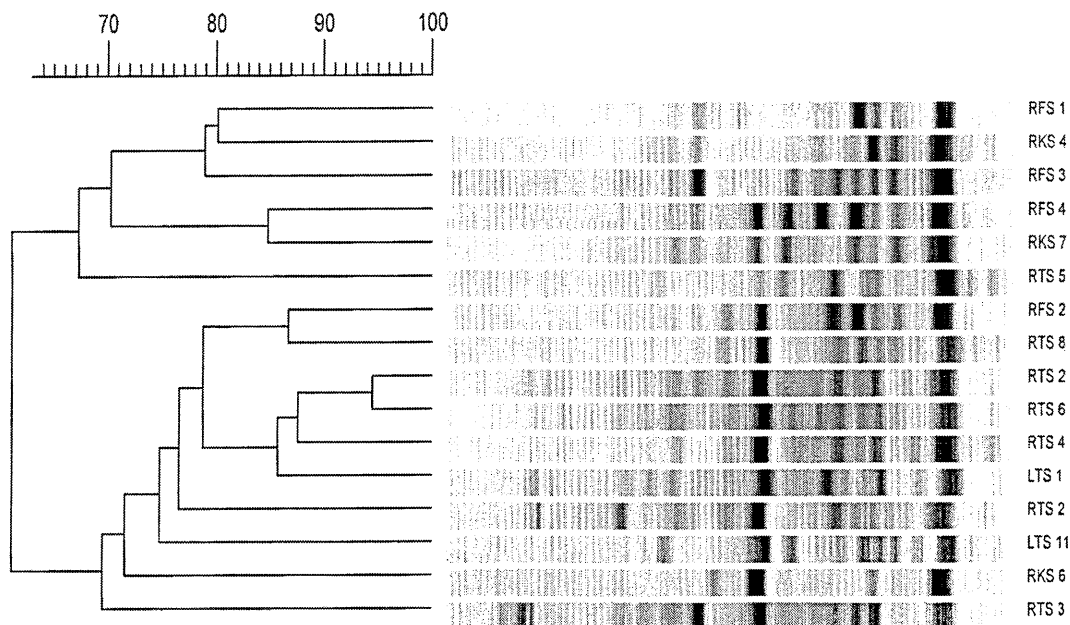 70 80 90 100
RFS 1
RKS 4
RFS 3
RFS 4
RKS 7
RTS 5
RFS 2
RTS 8
RTS 2
RTS 6
RTS 4
LTS 1
RTS 2
LTS 11
RKS 6
RTS 3